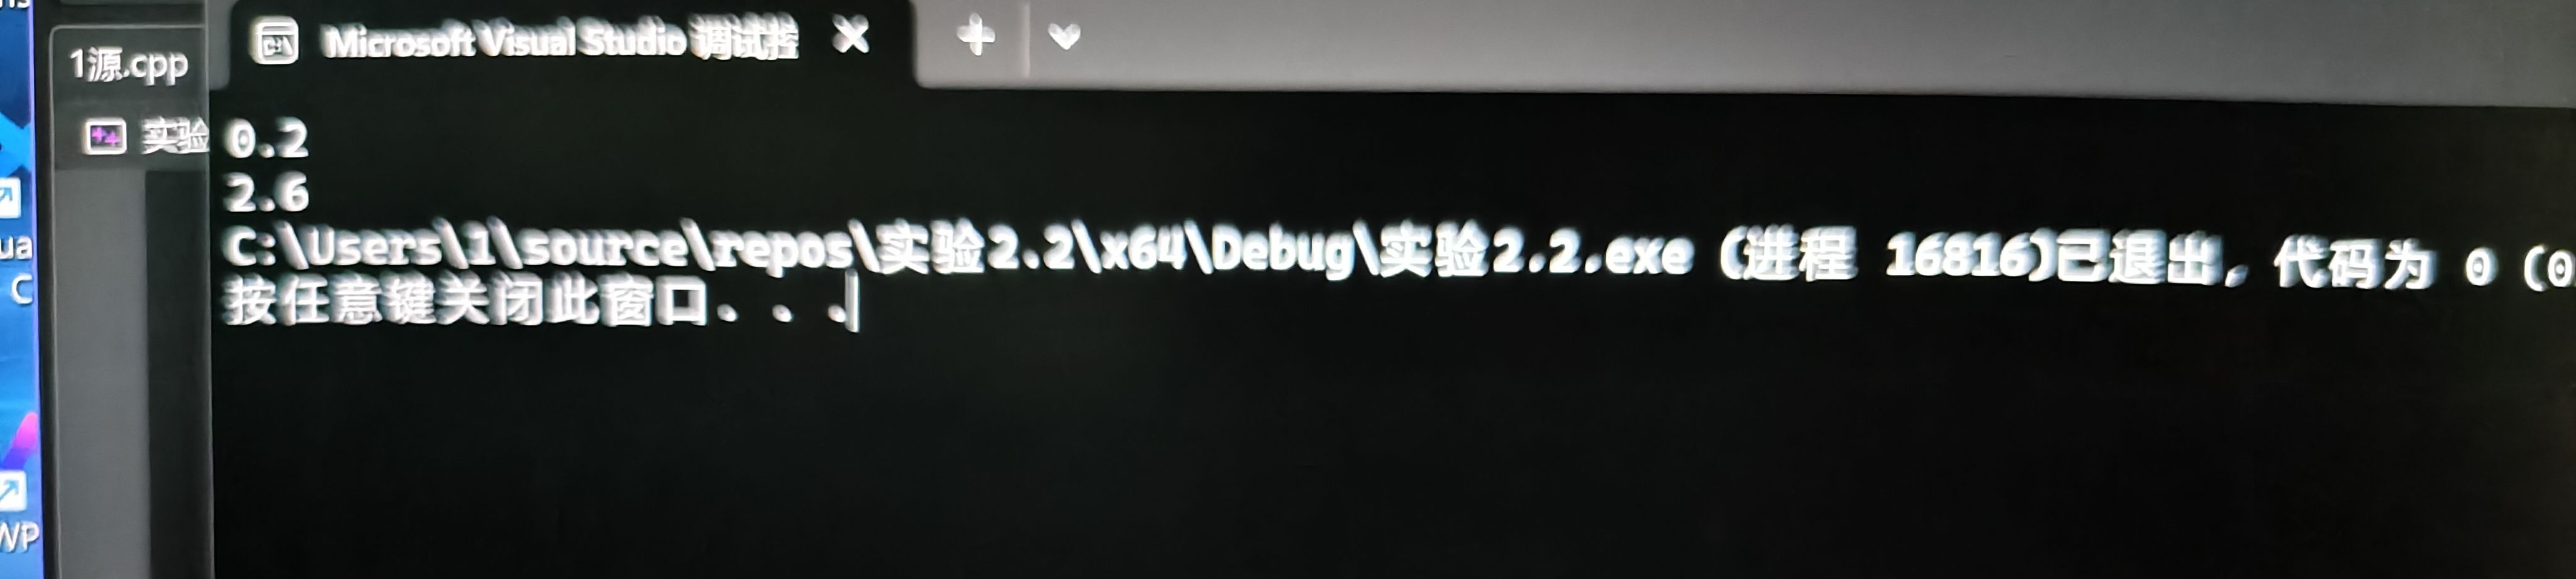 Microsoft Visual Studio 调试控
1源.cpp
实验
0.2
2.6
C:\Users\1\source\repos\实验2.2\x64\Debug\实验2.2.exe (进程 16816)已退出，代码为 0 (0
按任意键关闭此窗口. . .
ua
C
WP